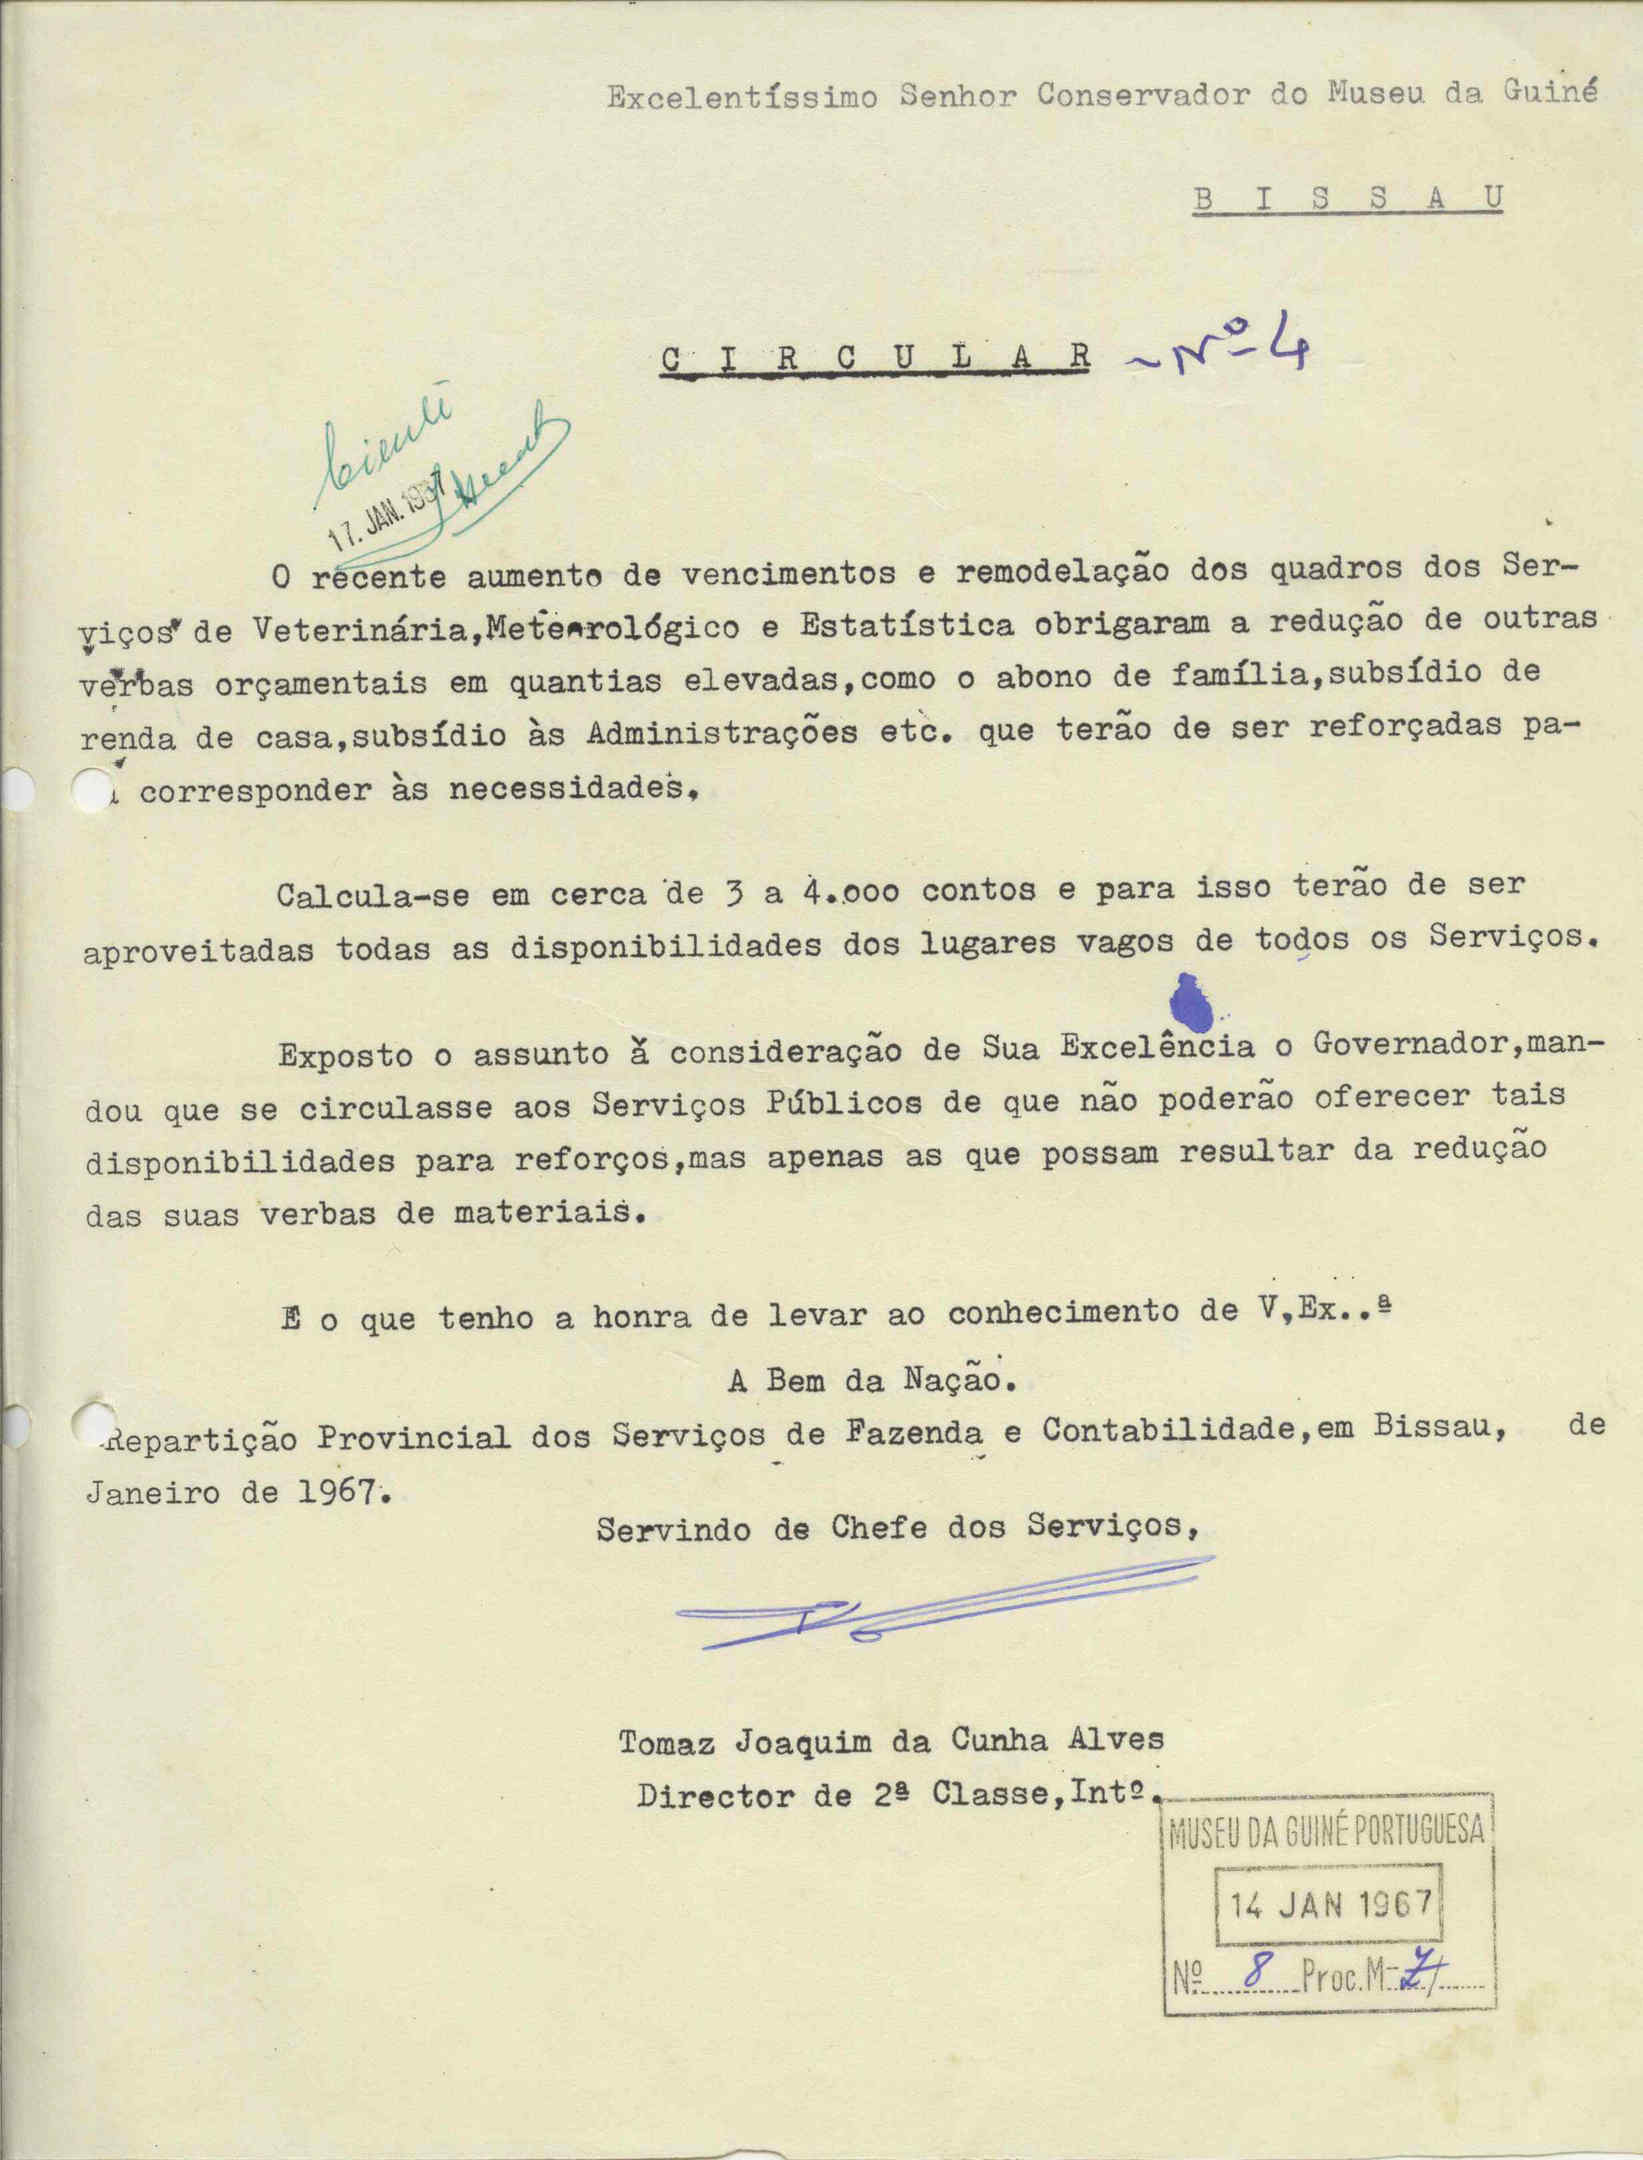 Excelentíssimo Senhor Conservador do Museu da Guiné
B I S S A U
C I R C U L A R - Nº 4
Ciente
17. JAN. 1967
O recente aumento de vencimentos e remodelação dos quadros dos Ser-
viços de Veterinária,Meteorológico e Estatística obrigaram a redução de outras
verbas orçamentais em quantias elevadas,como o abono de família,subsídio de
renda de casa,subsídio às Administrações etc. que terão de ser reforçadas pa-
corresponder às necessidades.
Calcula-se em cerca de 3 a 4.000 contos e para isso terão de ser
aproveitadas todas as disponibilidades dos lugares vagos de todos os Serviços.
Exposto o assunto à consideração de Sua Excelência o Governador,man-
dou que se circulasse aos Serviços Públicos de que não poderão oferecer tais
disponibilidades para reforços,mas apenas as que possam resultar da redução
das suas verbas de materiais.
E o que tenho a honra de levar ao conhecimento de V,Ex..ª
A Bem da Nação.
Repartição Provincial dos Serviços de Fazenda e Contabilidade,em Bissau, de
Janeiro de 1967.
Servindo de Chefe dos Serviços,
Tomaz Joaquim da Cunha Alves
Director de 2ª Classe,Intº.
MUSEU DA GUINÉ PORTUGUESA
14 JAN 1967
Nº 8 Proc.M-7/